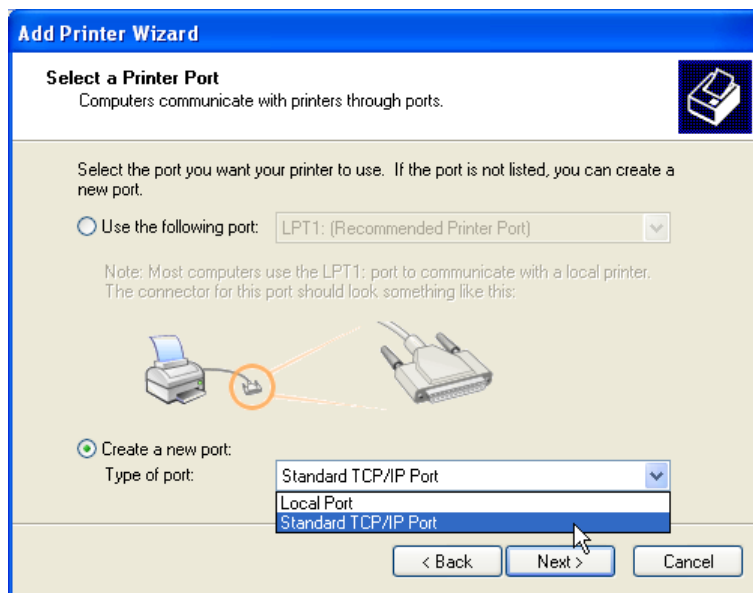 Add Printer Wizard
Select a Printer Port
Computers communicate with printers through ports.
Select the port you want your printer to use. If the port is not listed, you can create a
new port.
Use the following port: LPT1: (Recommended Printer Port)
Note: Most computers use the LPT1: port to communicate with a local printer.
The connector for this port should look something like this:
Create a new port:
Type of port: Standard TCP/IP Port
Local Port
Standard TCP/IP Port
< Back Next > Cancel